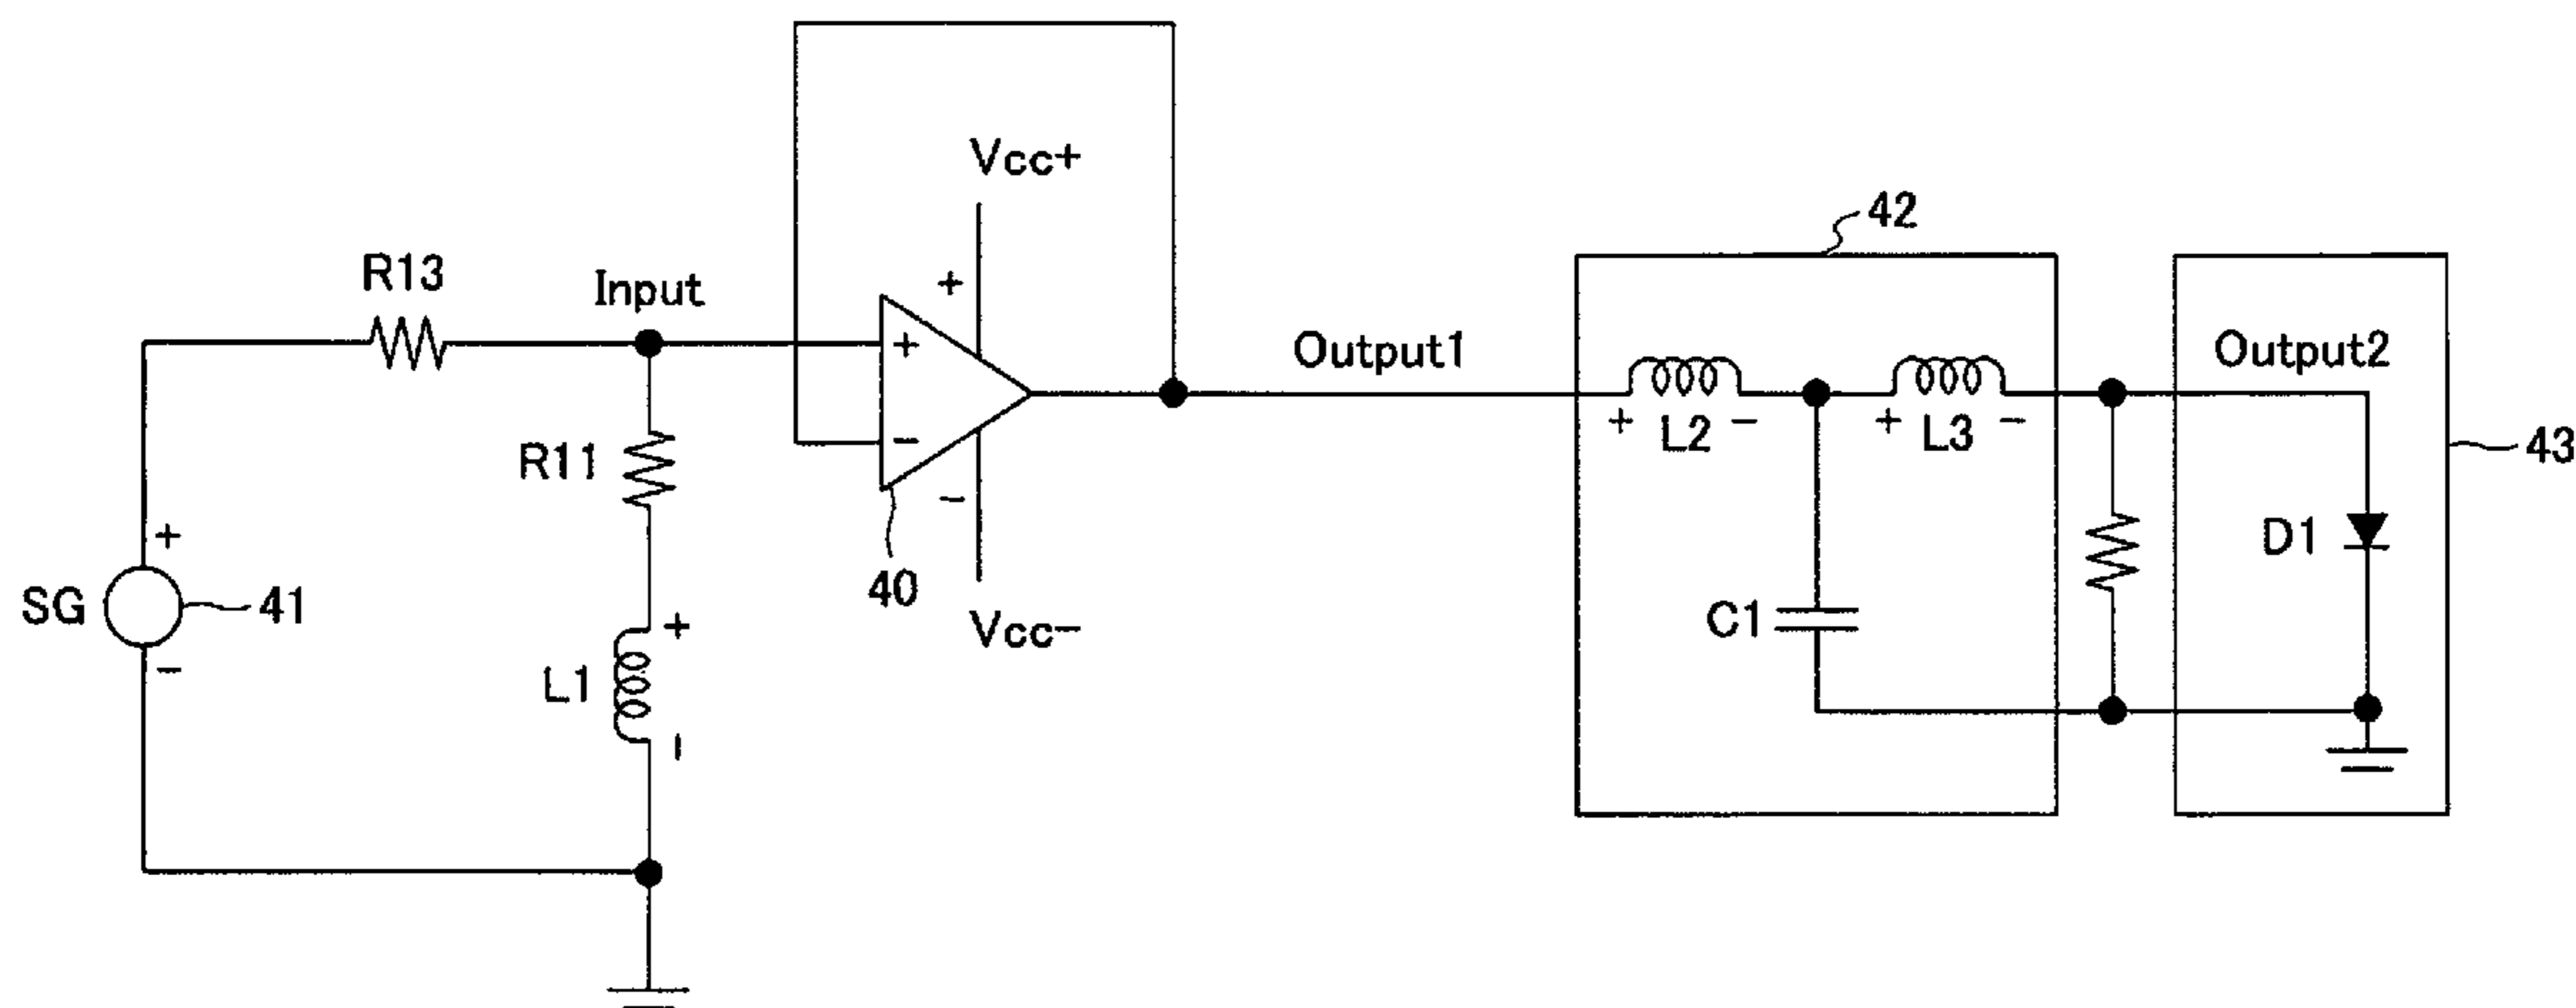 Vcc+
42
R13
Input
+
+
Output1
Output2
+ L2 -
+ L3 -
43
R11
-
-
+
SG
41
40
C1
D1
Vcc-
+
-
L1
-